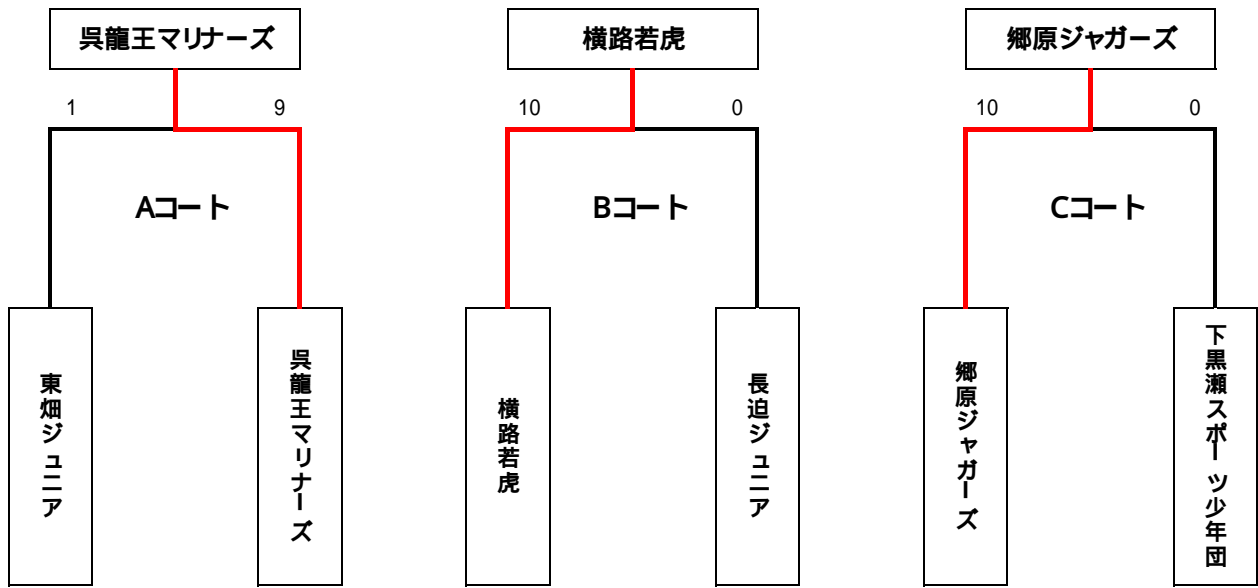 呉龍王マリナーズ
横路若虎
郷原ジャガーズ
1
9
10
0
10
0
Aコート
Bコート
Cコート
東畑ジュニア
呉龍王マリナーズ
横路若虎
長迫ジュニア
郷原ジャガーズ
下黒瀬スポーツ少年団